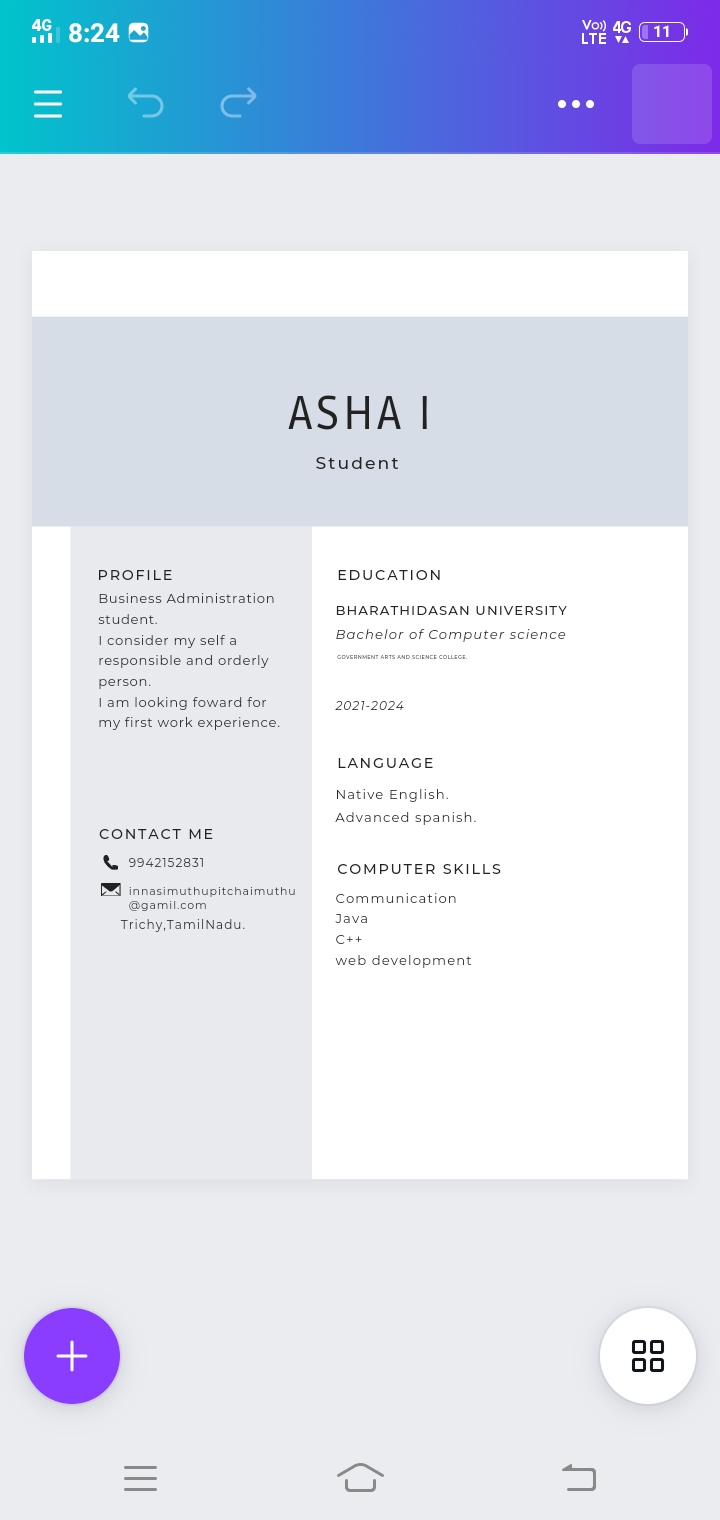 4G 8:24 Vo)) LTE 4G 11
ASHA I
Student
PROFILE
Business Administration
student.
I consider my self a
responsible and orderly
person.
I am looking foward for
my first work experience.
CONTACT ME
9942152831
innasimuthupitchaimuthu
@gamil.com
Trichy,TamilNadu.
EDUCATION
BHARATHIDASAN UNIVERSITY
Bachelor of Computer science
GOVERNMENT ARTS AND SCIENCE COLLEGE.
2021-2024
LANGUAGE
Native English.
Advanced spanish.
COMPUTER SKILLS
Communication
Java
C++
web development